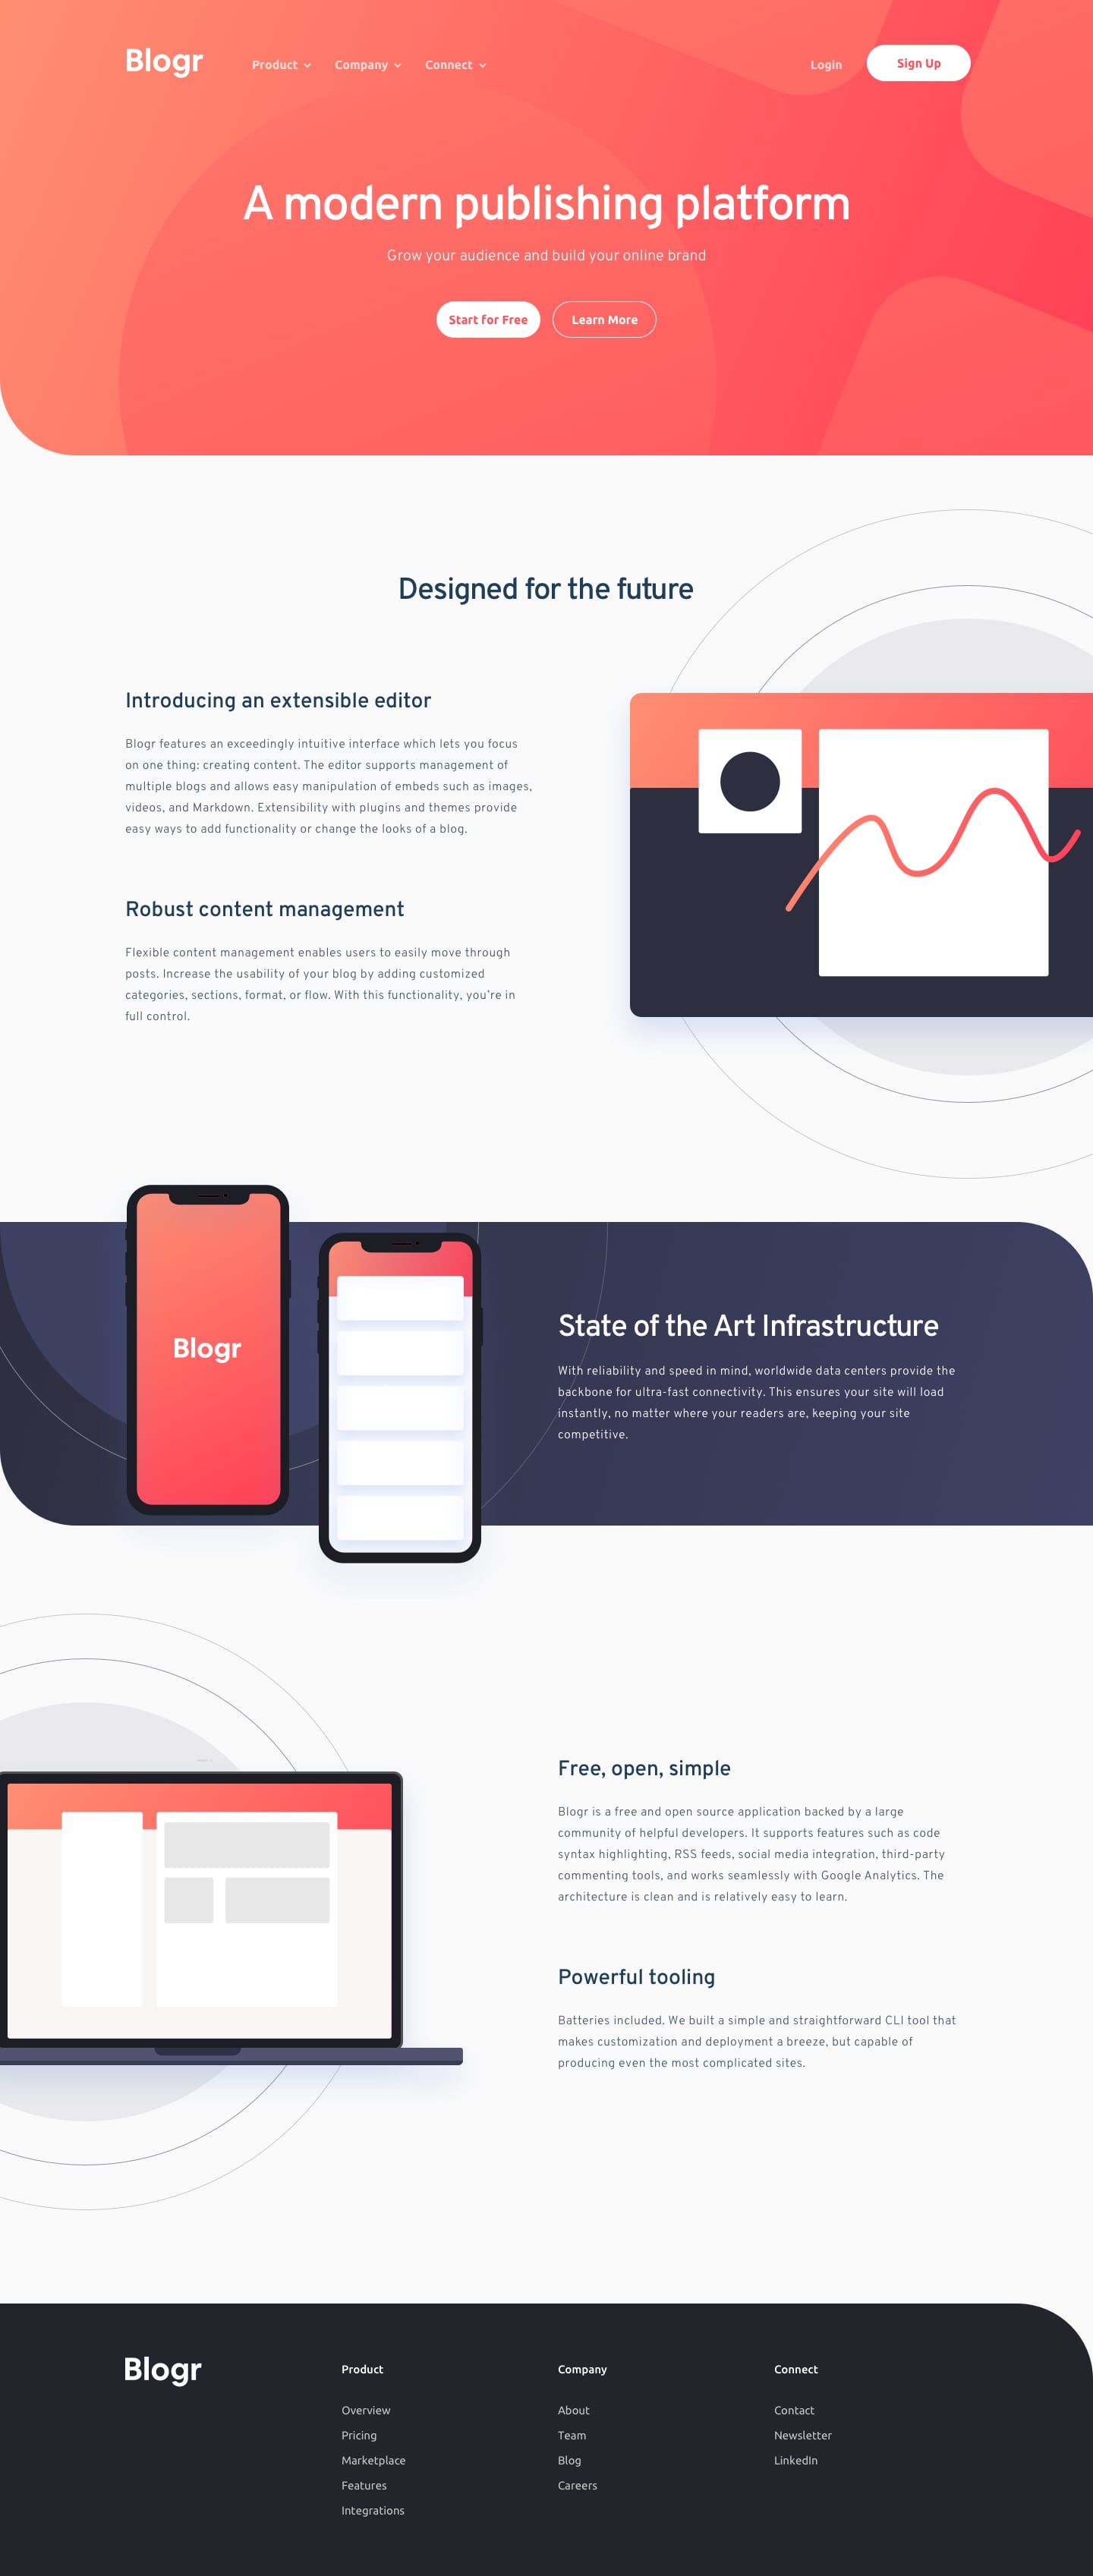 Blogr
Product
Company
Connect
Login
Sign Up
A modern publishing platform
Grow your audience and build your online brand
Start for Free
Learn More
Designed for the future
Introducing an extensible editor
Blogr features an exceedingly intuitive interface which lets you focus
on one thing: creating content. The editor supports management of
multiple blogs and allows easy manipulation of embeds such as images,
videos, and Markdown. Extensibility with plugins and themes provide
easy ways to add functionality or change the looks of a blog.
Robust content management
Flexible content management enables users to easily move through
posts. Increase the usability of your blog by adding customized
categories, sections, format, or flow. With this functionality, you’re in
full control.
Blogr
State of the Art Infrastructure
With reliability and speed in mind, worldwide data centers provide the
backbone for ultra-fast connectivity. This ensures your site will load
instantly, no matter where your readers are, keeping your site
competitive.
Free, open, simple
Blogr is a free and open source application backed by a large
community of helpful developers. It supports features such as code
syntax highlighting, RSS feeds, social media integration, third-party
commenting tools, and works seamlessly with Google Analytics. The
architecture is clean and is relatively easy to learn.
Powerful tooling
Batteries included. We built a simple and straightforward CLI tool that
makes customization and deployment a breeze, but capable of
producing even the most complicated sites.
Blogr
Product
Overview
Pricing
Marketplace
Features
Integrations
Company
About
Team
Blog
Careers
Connect
Contact
Newsletter
LinkedIn